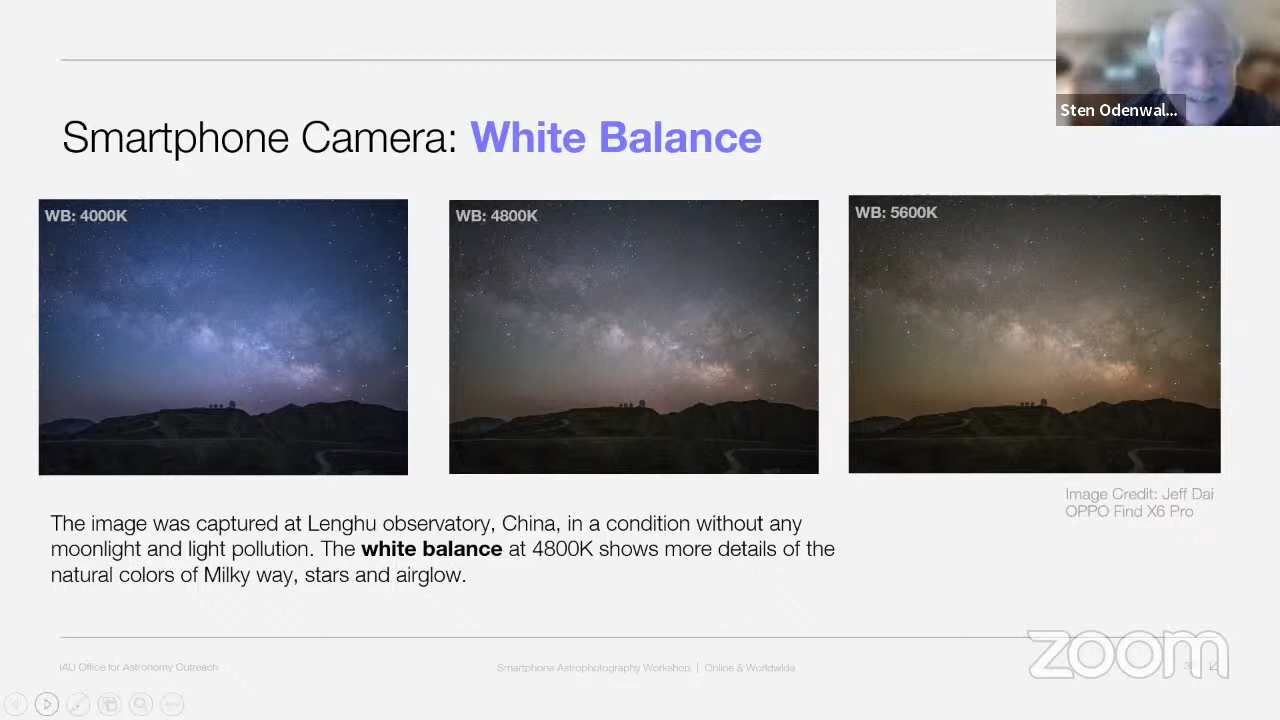 Sten Odenwal...
Smartphone Camera: White Balance
WB: 4000K
WB: 4800K
WB: 5600K
Image Credit: Jeff Dai
OPPO Find X6 Pro
The image was captured at Lenghu observatory, China, in a condition without any
moonlight and light pollution. The white balance at 4800K shows more details of the
natural colors of Milky way, stars and airglow.
IAU Office for Astronomy Outreach
Smartphone Astrophotography Workshop | Online & Worldwide
zoom